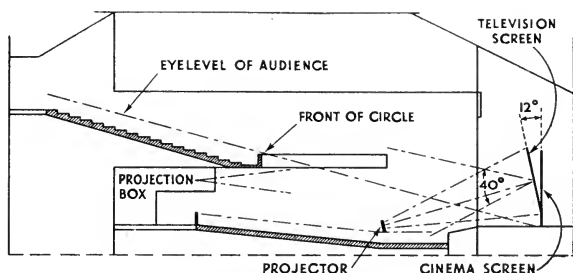 TELEVISION
SCREEN
EYELEVEL OF AUDIENCE
12°
FRONT OF CIRCLE
PROJECTION
BOX
40°
PROJECTOR
CINEMA SCREEN